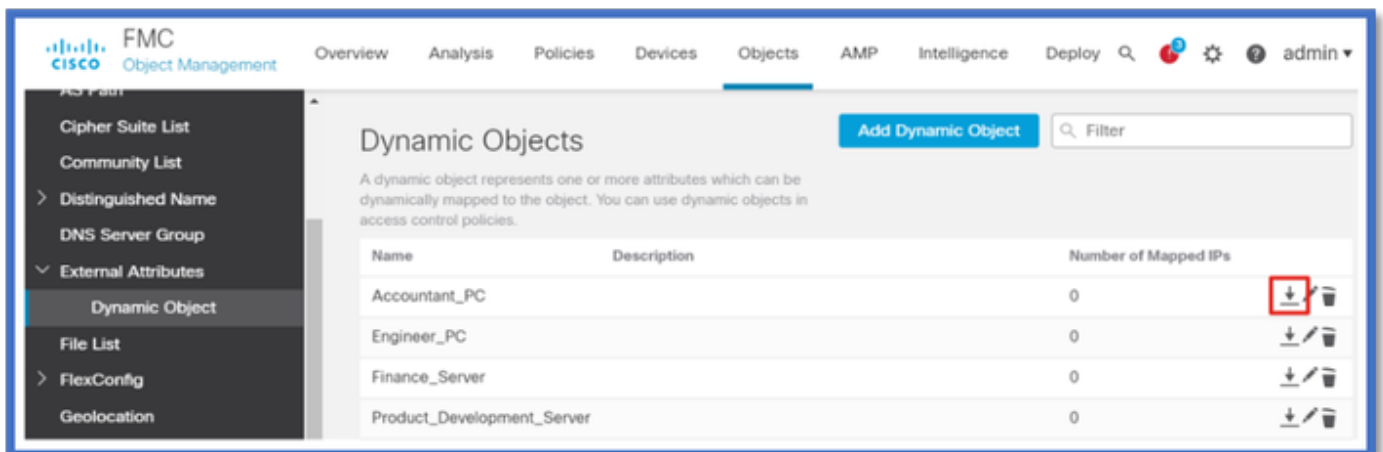 CISCO
FMC
Object Management
Overview Analysis Policies Devices Objects AMP Intelligence Deploy 3 ? admin
AS Path
Cipher Suite List
Community List
Distinguished Name
DNS Server Group
External Attributes
Dynamic Object
File List
FlexConfig
Geolocation
Dynamic Objects
Add Dynamic Object
Filter
A dynamic object represents one or more attributes which can be
dynamically mapped to the object. You can use dynamic objects in
access control policies.
Name Description Number of Mapped IPs
Accountant_PC 0
Engineer_PC 0
Finance_Server 0
Product_Development_Server 0